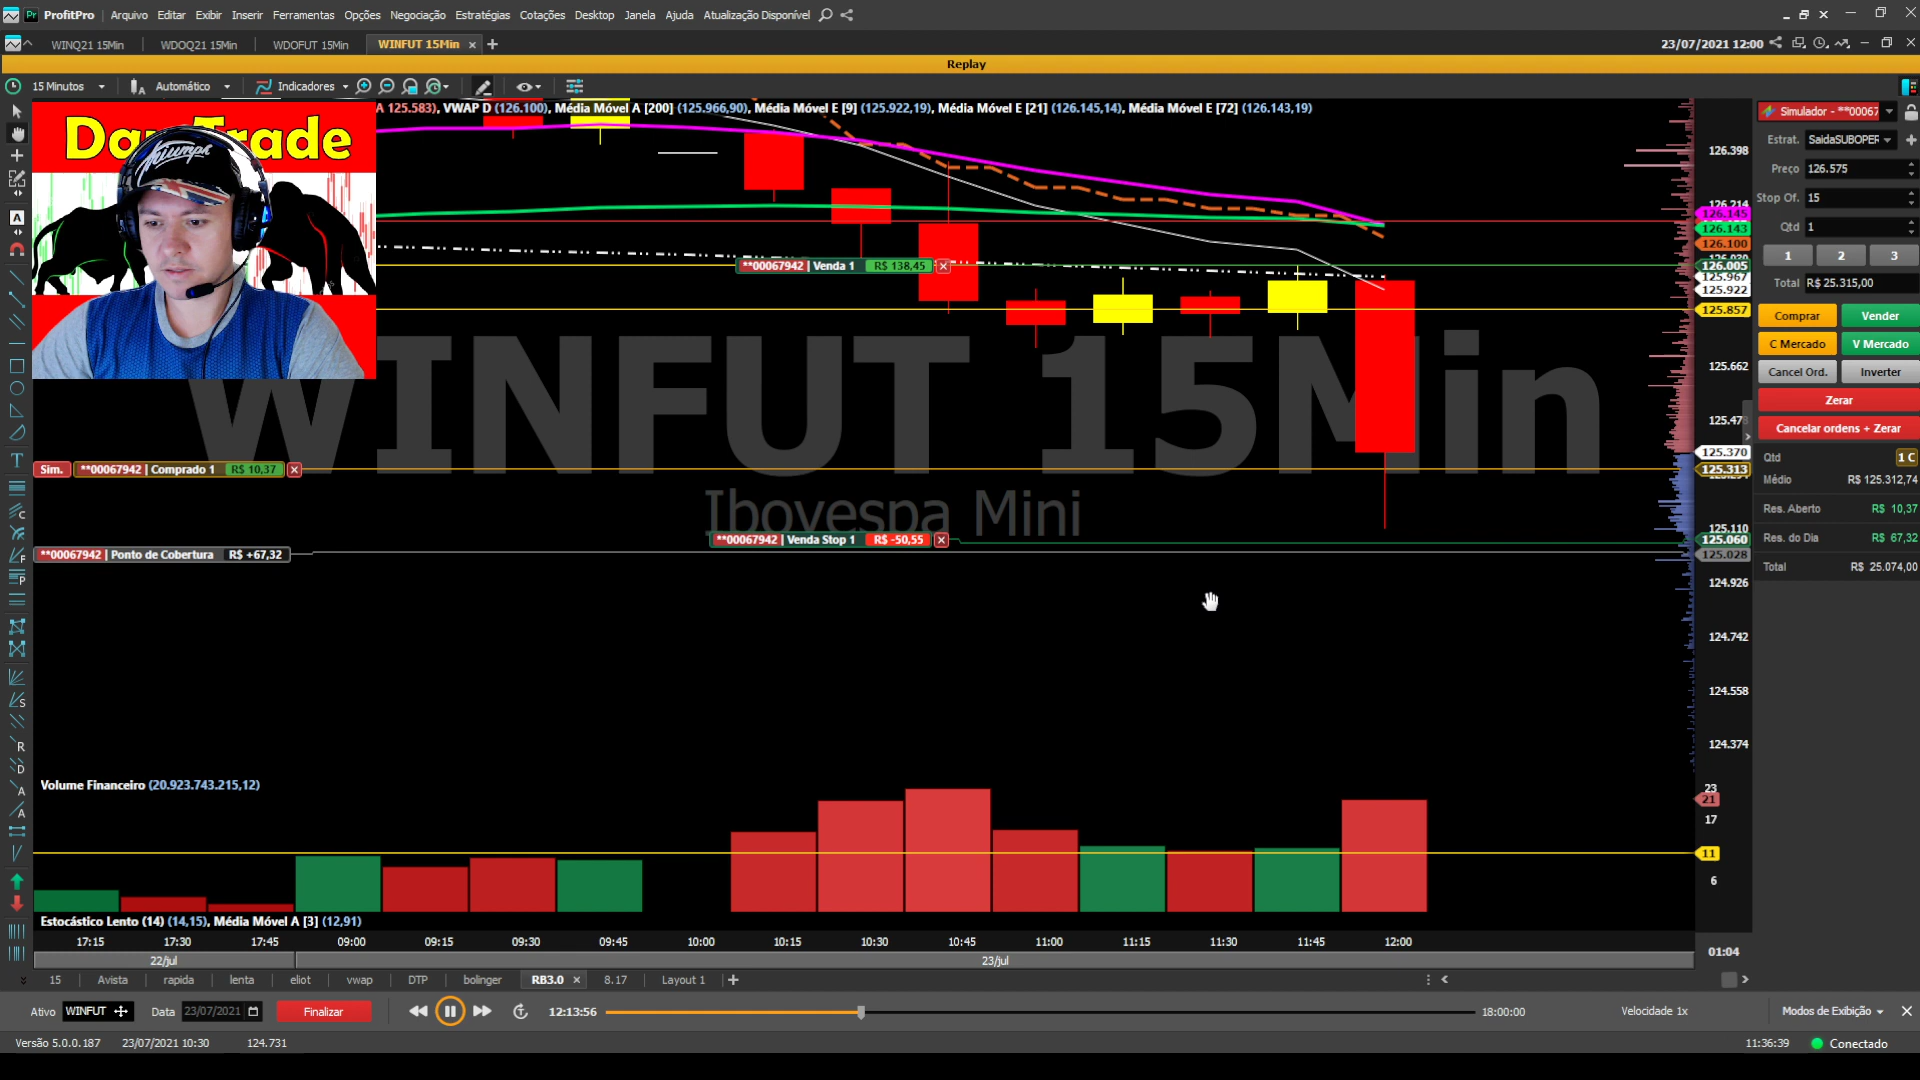 ProfitPro Arquivo Editar Exibir Inserir Ferramentas Opções Negociação Estratégias Cotações Desktop Janela Ajuda Atualização Disponível
WINQ21 15Min WDOQ21 15Min WDOFUT 15Min WINFUT 15Min 23/07/2021 12:00
Replay
15 Minutos Automático Indicadores
A 125.583), VWAP D (126.100), Média Móvel A [200] (125.966,90), Média Móvel E [9] (125.922,19), Média Móvel E [21] (126.145,14), Média Móvel E [72] (126.143,19)
Day Trade
Triumph
WINFUT 15Min
Ibovespa Mini
**00067942 | Venda 1 R$ 138,45
Sim. **00067942 | Comprado 1 R$ 10,37
**00067942 | Venda Stop 1 R$ -50,55
**00067942 | Ponto de Cobertura R$ +67,32
126.398
126.214
126.145
126.143
126.100
126.005
125.967
125.922
125.857
125.662
125.478
125.370
125.313
125.110
125.060
125.028
124.926
124.742
124.558
124.374
Simulador - **00067
Estrat. SaidaSUBOPER
Preço 126.575
Stop Of. 15
Qtd 1
1 2 3
Total R$ 25.315,00
Comprar Vender
C Mercado V Mercado
Cancel Ord. Inverter
Zerar
Cancelar ordens + Zerar
Qtd 1 C
Médio R$ 125.312,74
Res. Aberto R$ 10,37
Res. do Dia R$ 67,32
Total R$ 25.074,00
Volume Financeiro (20.923.743.215,12)
23
21
17
11
6
Estocástico Lento (14) (14,15), Média Móvel A [3] (12,91)
17:15 17:30 17:45 09:00 09:15 09:30 09:45 10:00 10:15 10:30 10:45 11:00 11:15 11:30 11:45 12:00 01:04
22/jul 23/jul
15 Avista rapida lenta eliot vwap DTP bolinger RB3.0 8.17 Layout 1
Ativo WINFUT Data 23/07/2021 Finalizar 12:13:56 18:00:00 Velocidade 1x Modos de Exibição
Versão 5.0.0.187 23/07/2021 10:30 124.731 11:36:39 Conectado